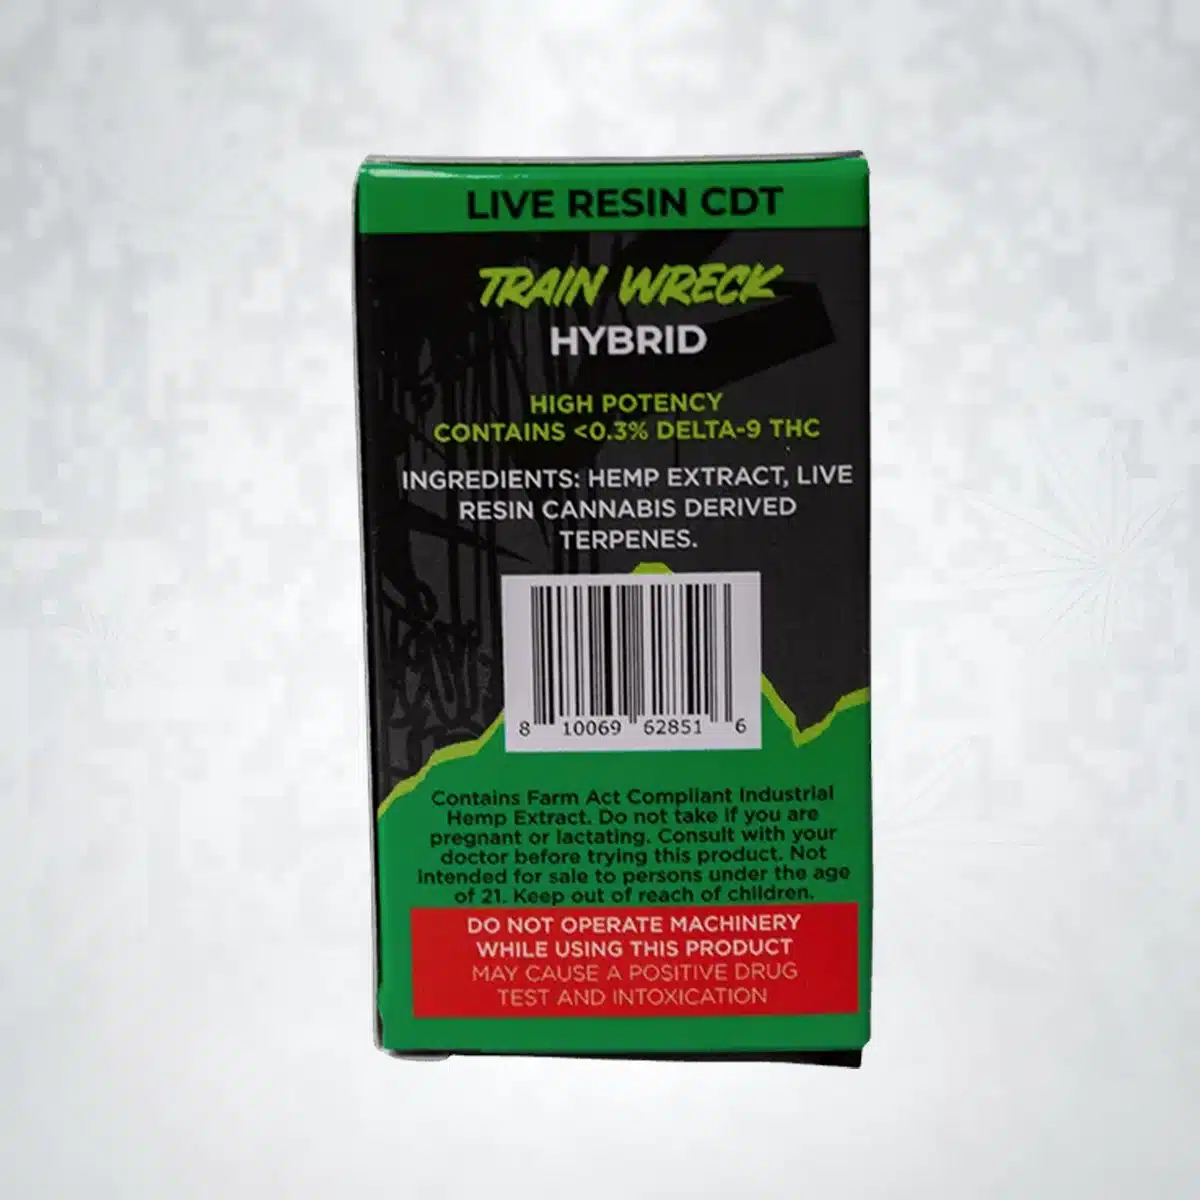 LIVE RESIN CDT
TRAIN WRECK
HYBRID
HIGH POTENCY
CONTAINS <0.3% DELTA-9 THC
INGREDIENTS: HEMP EXTRACT, LIVE
RESIN CANNABIS DERIVED
TERPENES.
8 10069 62851 6
Contains Farm Act Compliant Industrial
Hemp Extract. Do not take if you are
pregnant or lactating. Consult with your
doctor before trying this product. Not
intended for sale to persons under the age
of 21. Keep out of reach of children.
DO NOT OPERATE MACHINERY
WHILE USING THIS PRODUCT
MAY CAUSE A POSITIVE DRUG
TEST AND INTOXICATION